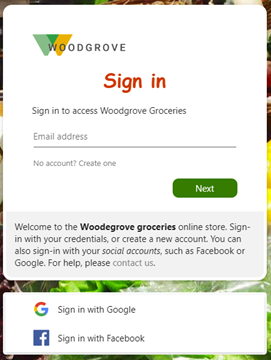 WOODGROVE
Sign in
Sign in to access Woodgrove Groceries
Email address
No account? Create one
Next
Welcome to the Woodegrove groceries online store. Sign-
in with your credentials, or create a new account. You can
also sign-in with your social accounts, such as Facebook or
Google. For help, please contact us.
Sign in with Google
Sign in with Facebook